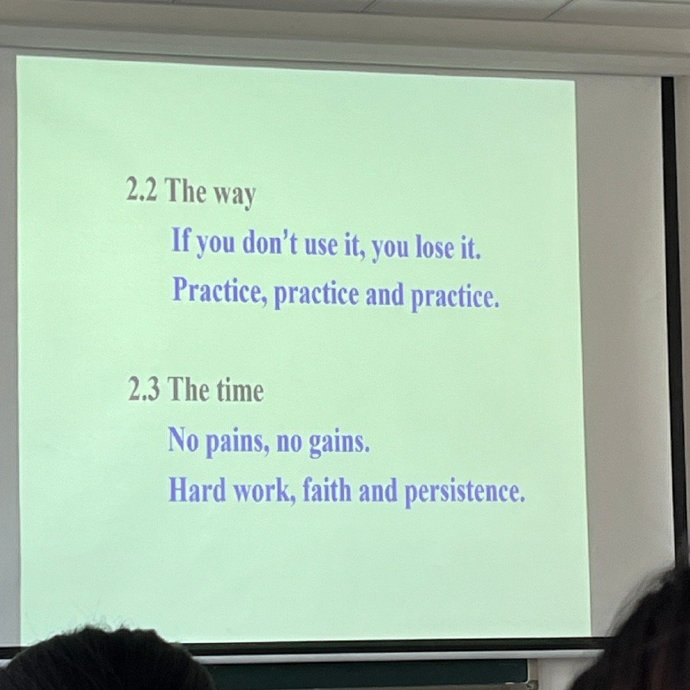 2.2 The way
If you don't use it, you lose it.
Practice, practice and practice.
2.3 The time
No pains, no gains.
Hard work, faith and persistence.